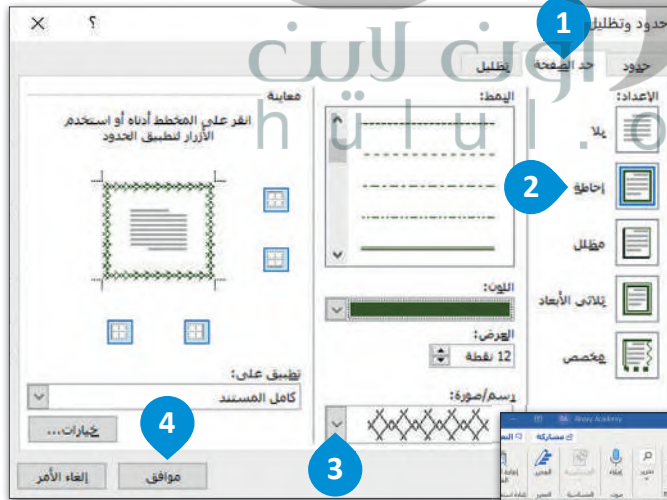 حدود وتظليل
1
حدود
حد الصفحة
تظليل
الإعداد:
بلا
2
إحاطة
مظلل
ثلاثي الأبعاد
مخصص
النمط:
اللون:
العرض:
12 نقطة
رسم/صورة:
3
معاينة
انقر على المخطط أدناه أو استخدم
الأزرار لتطبيق الحدود
تطبيق على:
كامل المستند
خيارات...
4
موافق
إلغاء الأمر
Binary Academy
مشاركة